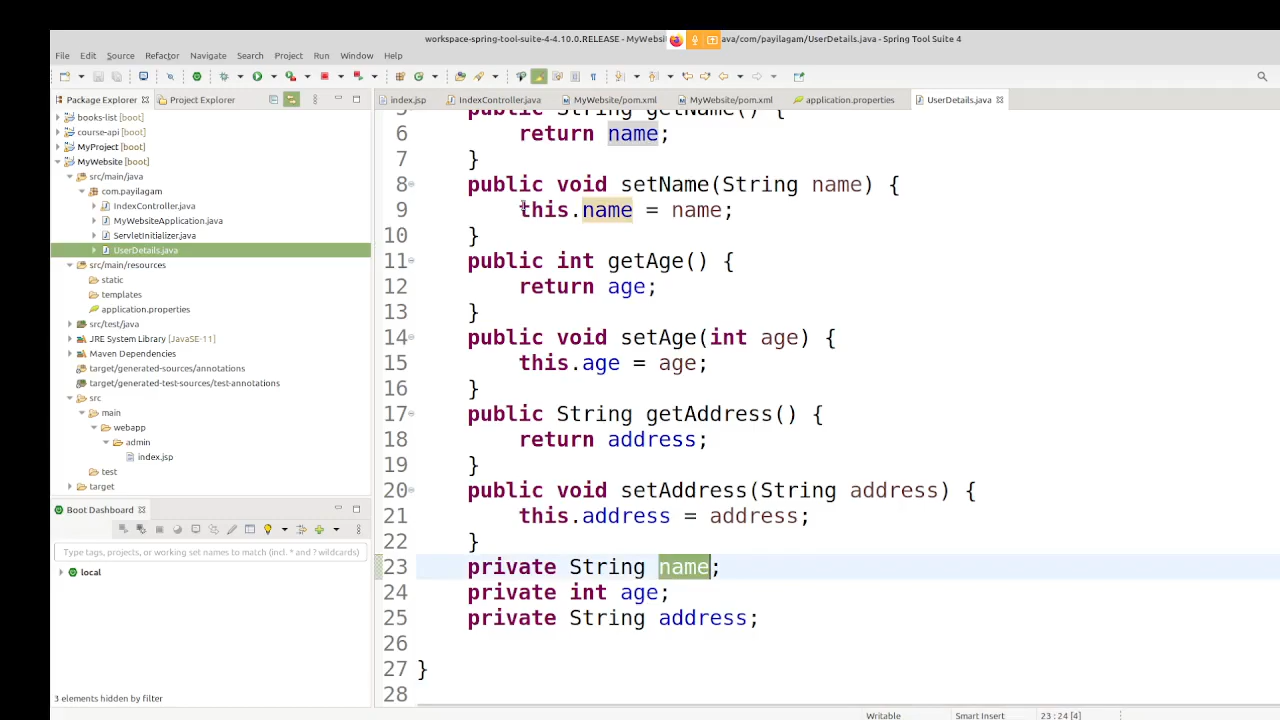 workspace-spring-tool-suite-4-4.10.0.RELEASE - MyWebsi ava/com/payilagam/UserDetails.java - Spring Tool Suite 4
File Edit Source Refactor Navigate Search Project Run Window Help
Package Explorer Project Explorer
index.jsp IndexController.java MyWebsite/pom.xml MyWebsite/pom.xml application.properties UserDetails.java
books-list [boot]
course-api [boot]
MyProject [boot]
MyWebsite [boot]
src/main/java
com.payilagam
IndexController.java
MyWebsiteApplication.java
ServletInitializer.java
UserDetails.java
src/main/resources
static
templates
application.properties
src/test/java
JRE System Library [JavaSE-11]
Maven Dependencies
target/generated-sources/annotations
target/generated-test-sources/test-annotations
src
main
webapp
admin
index.jsp
test
target
Boot Dashboard
Type tags, projects, or working set names to match (incl. * and ? wildcards)
local
3 elements hidden by filter
5 public String getName() {
6 return name;
7 }
8 public void setName(String name) {
9 this.name = name;
10 }
11 public int getAge() {
12 return age;
13 }
14 public void setAge(int age) {
15 this.age = age;
16 }
17 public String getAddress() {
18 return address;
19 }
20 public void setAddress(String address) {
21 this.address = address;
22 }
23 private String name;
24 private int age;
25 private String address;
26
27 }
28
Writable Smart Insert 23 : 24 [4]